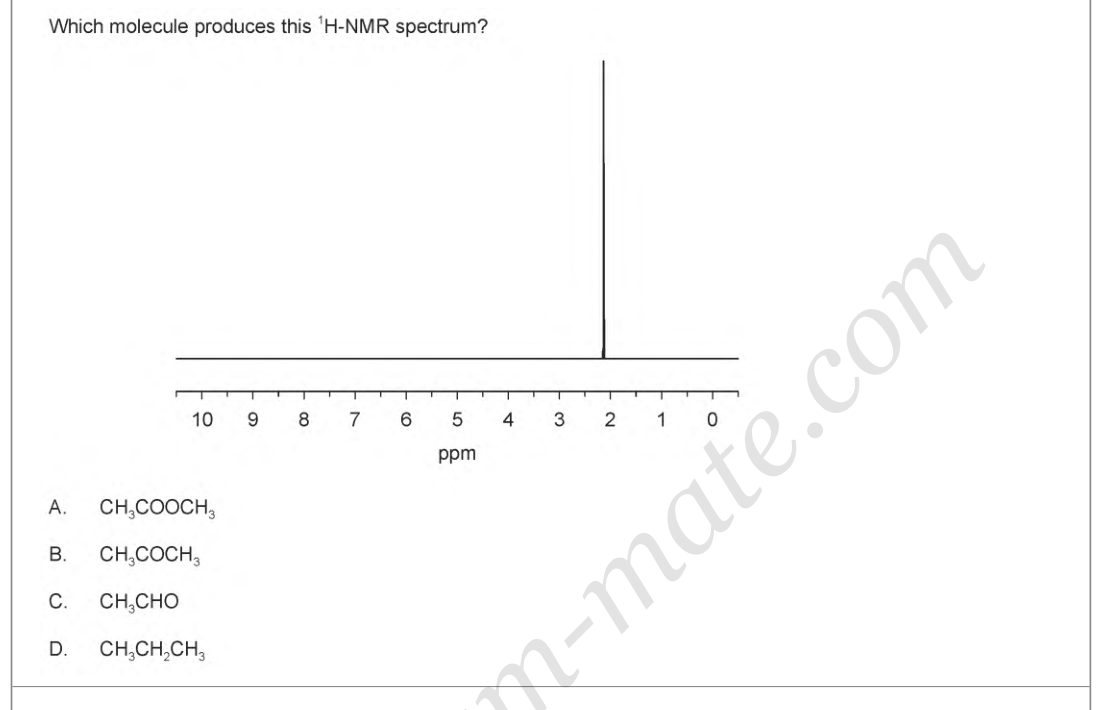 Which molecule produces this ¹H-NMR spectrum?
10 9 8 7 6 5 4 3 2 1 0
ppm
A. CH₃COOCH₃
B. CH₃COCH₃
C. CH₃CHO
D. CH₃CH₂CH₃
m-mate.com